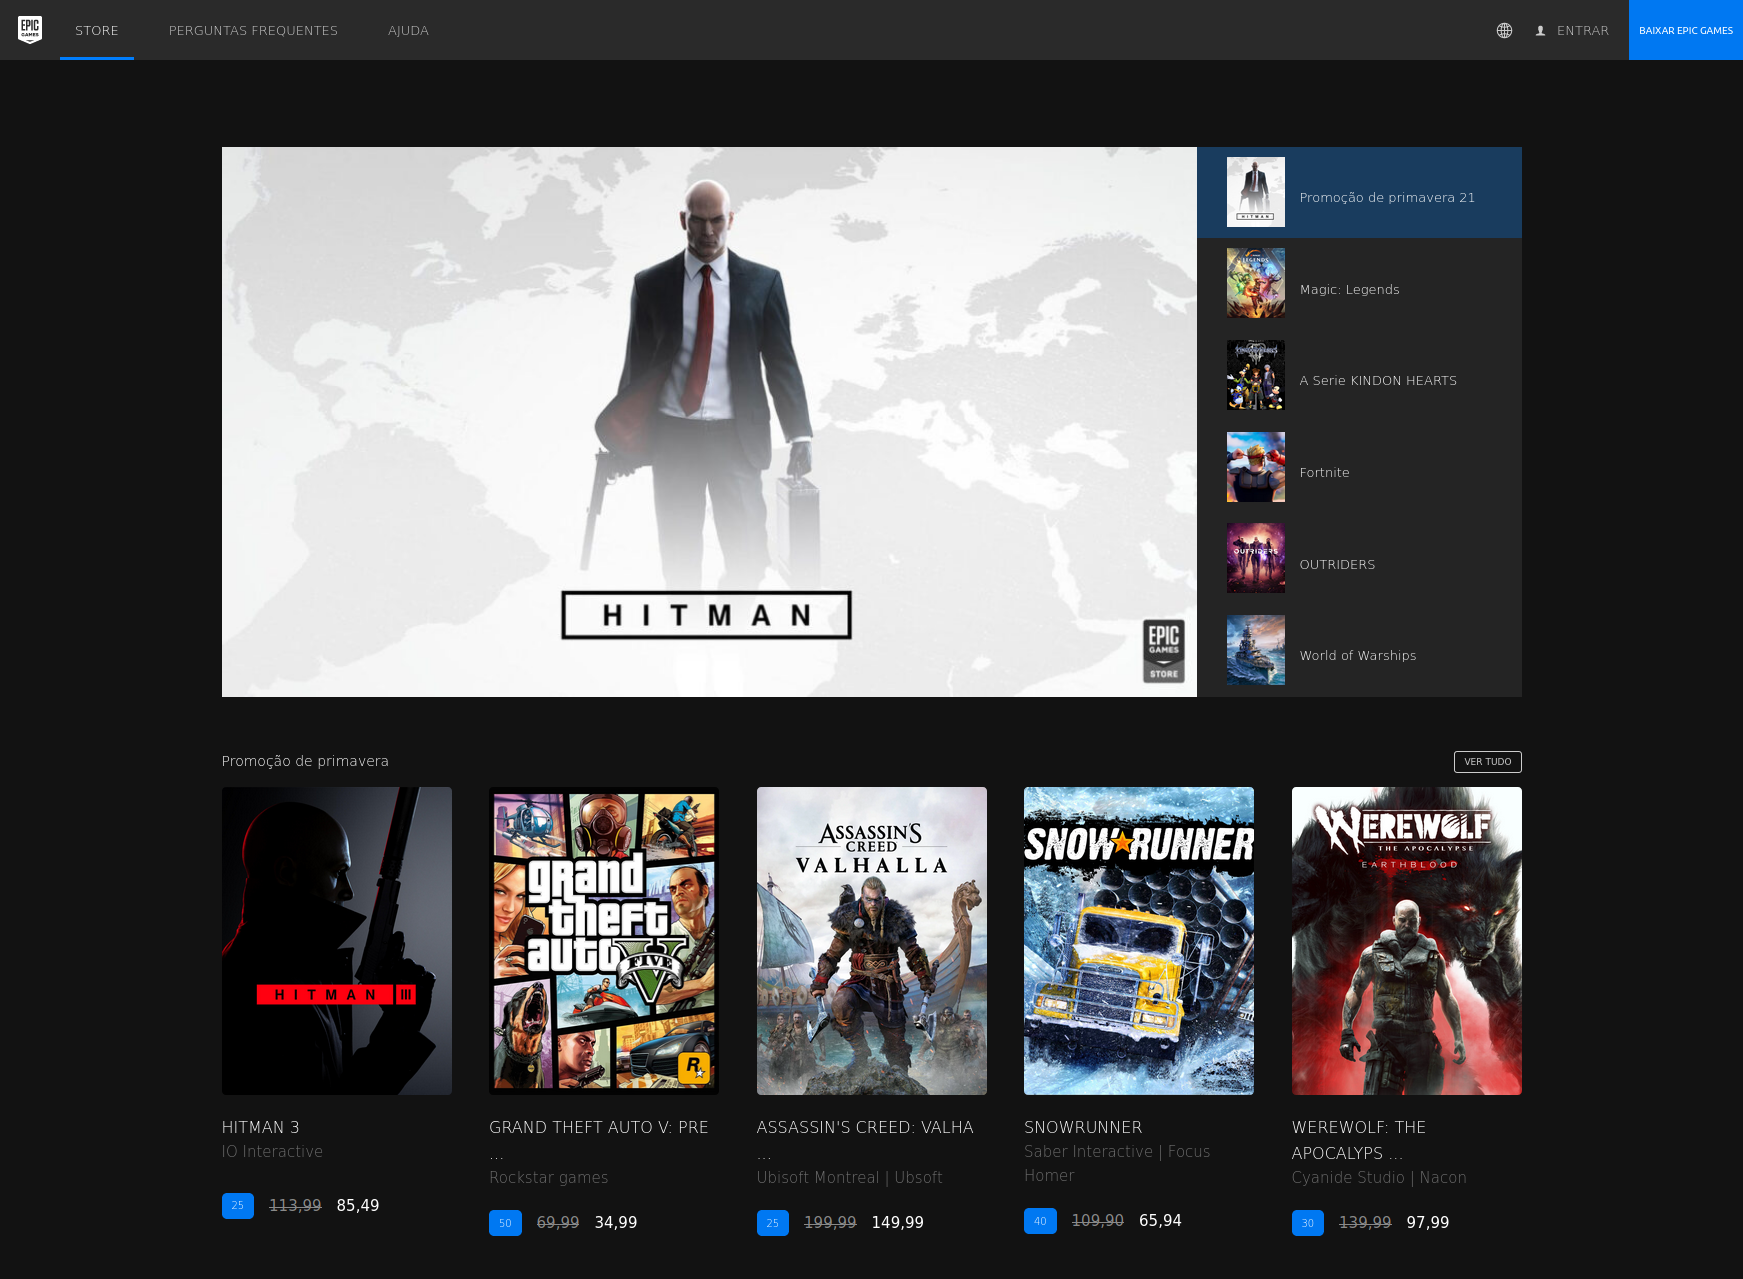 EPIC GAMES
STORE
PERGUNTAS FREQUENTES
AJUDA
ENTRAR
BAIXAR EPIC GAMES
HITMAN
EPIC
GAMES
STORE
HITMAN
Promoção de primavera 21
LEGENDS
Magic: Legends
A Serie KINDON HEARTS
Fortnite
OUTRIDERS
OUTRIDERS
World of Warships
Promoção de primavera
VER TUDO
HITMAN III
grand
theft
auto V
FIVE
R
ASSASSIN'S
CREED
VALHALLA
SNOWRUNNER
WEREWOLF
THE APOCALYPSE
EARTHBLOOD
HITMAN 3
IO Interactive
25 113,99 85,49
GRAND THEFT AUTO V: PRE
...
Rockstar games
50 69,99 34,99
ASSASSIN'S CREED: VALHA
...
Ubisoft Montreal | Ubsoft
25 199,99 149,99
SNOWRUNNER
Saber Interactive | Focus
Homer
40 109,90 65,94
WEREWOLF: THE
APOCALYPS ...
Cyanide Studio | Nacon
30 139,99 97,99